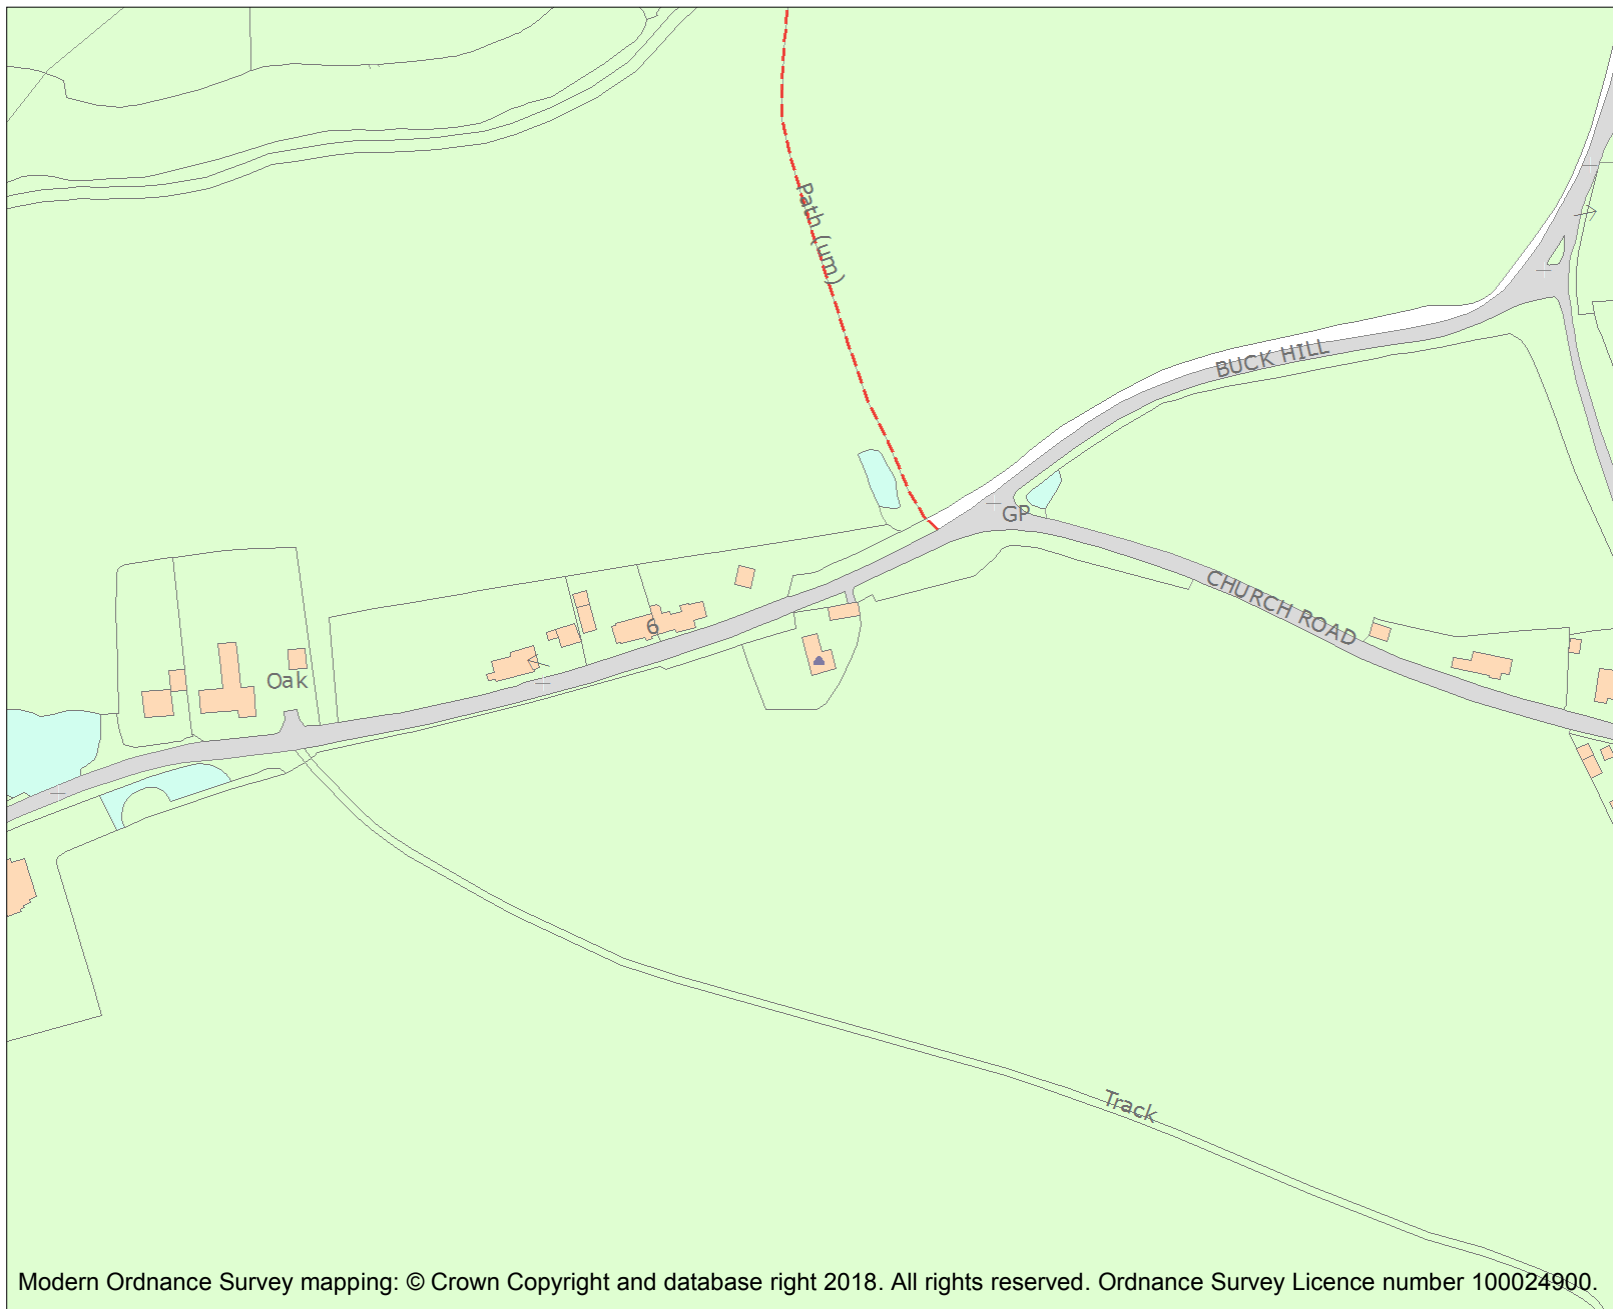 Path (um)
BUCK HILL
GP
CHURCH ROAD
6
Oak
Track
Modern Ordnance Survey mapping: © Crown Copyright and database right 2018. All rights reserved. Ordnance Survey Licence number 100024900.